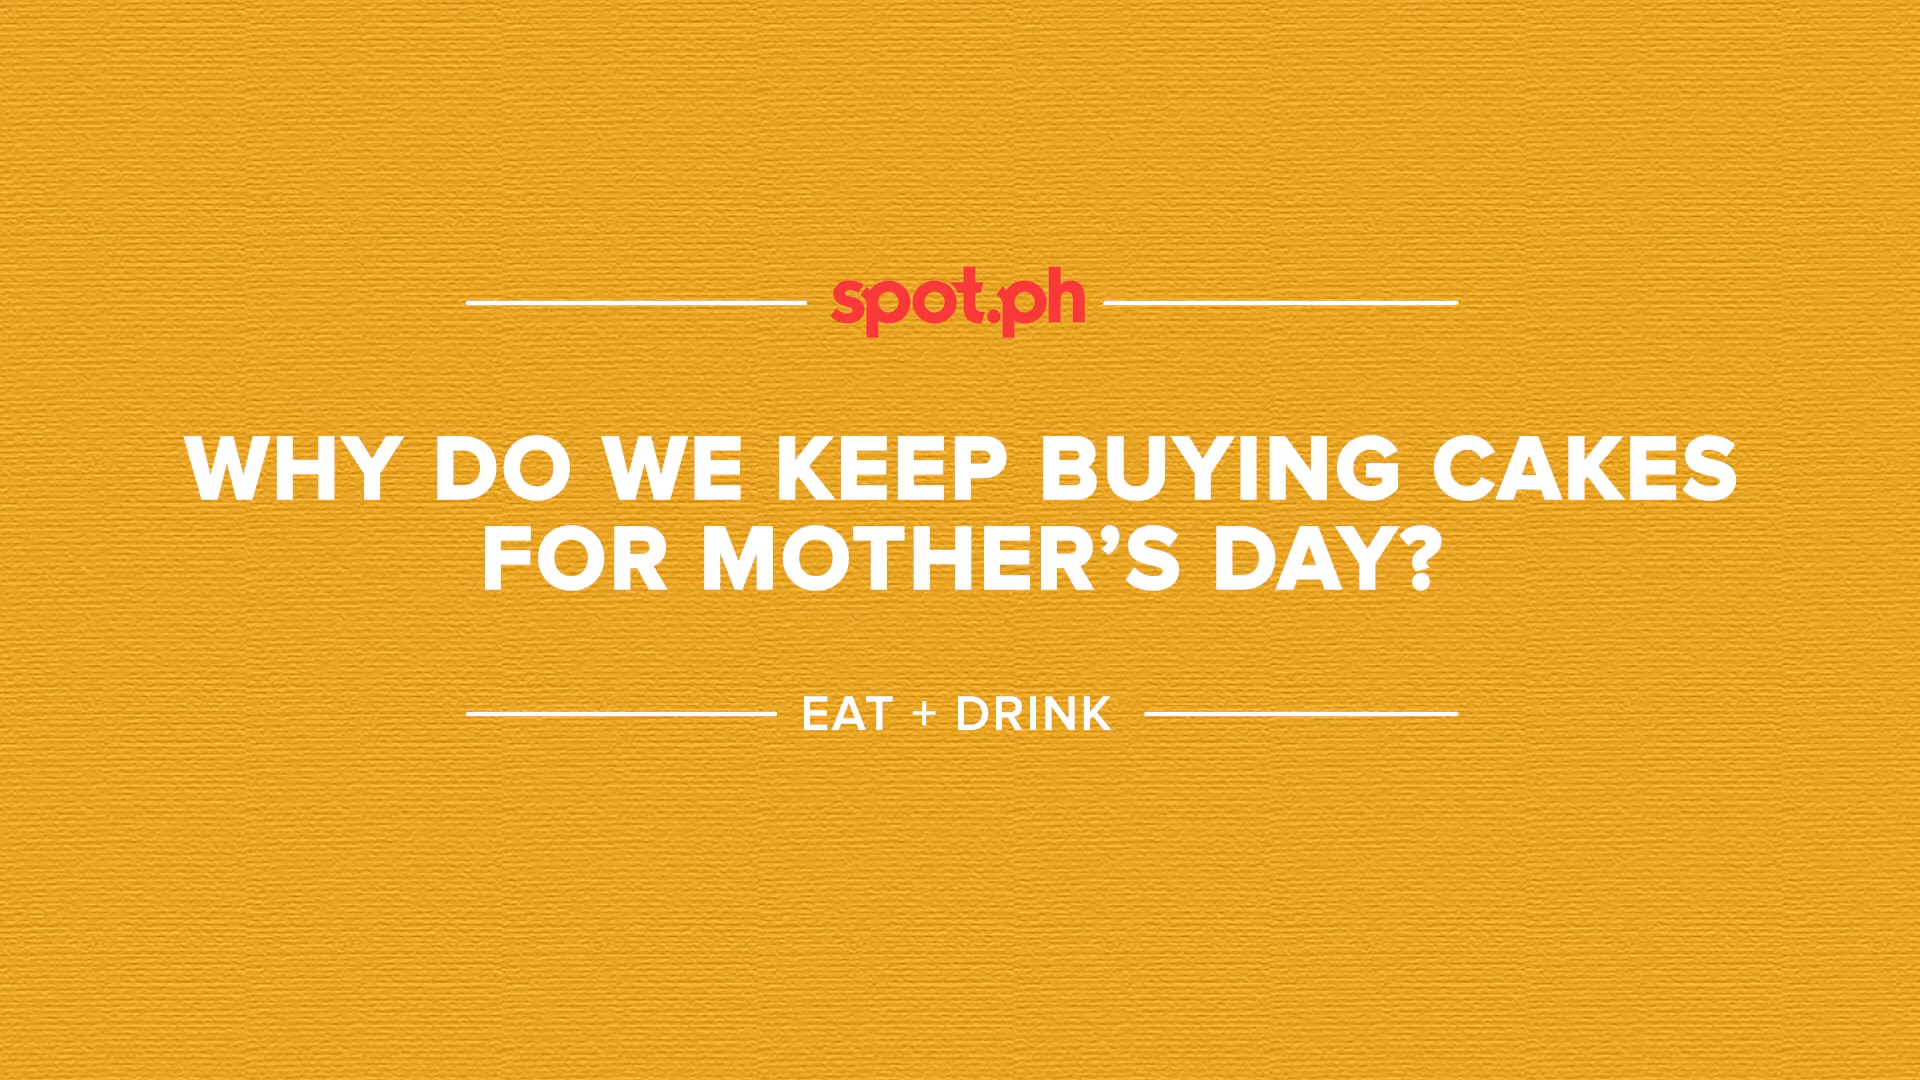 spot.ph
WHY DO WE KEEP BUYING CAKES
FOR MOTHER’S DAY?
EAT + DRINK